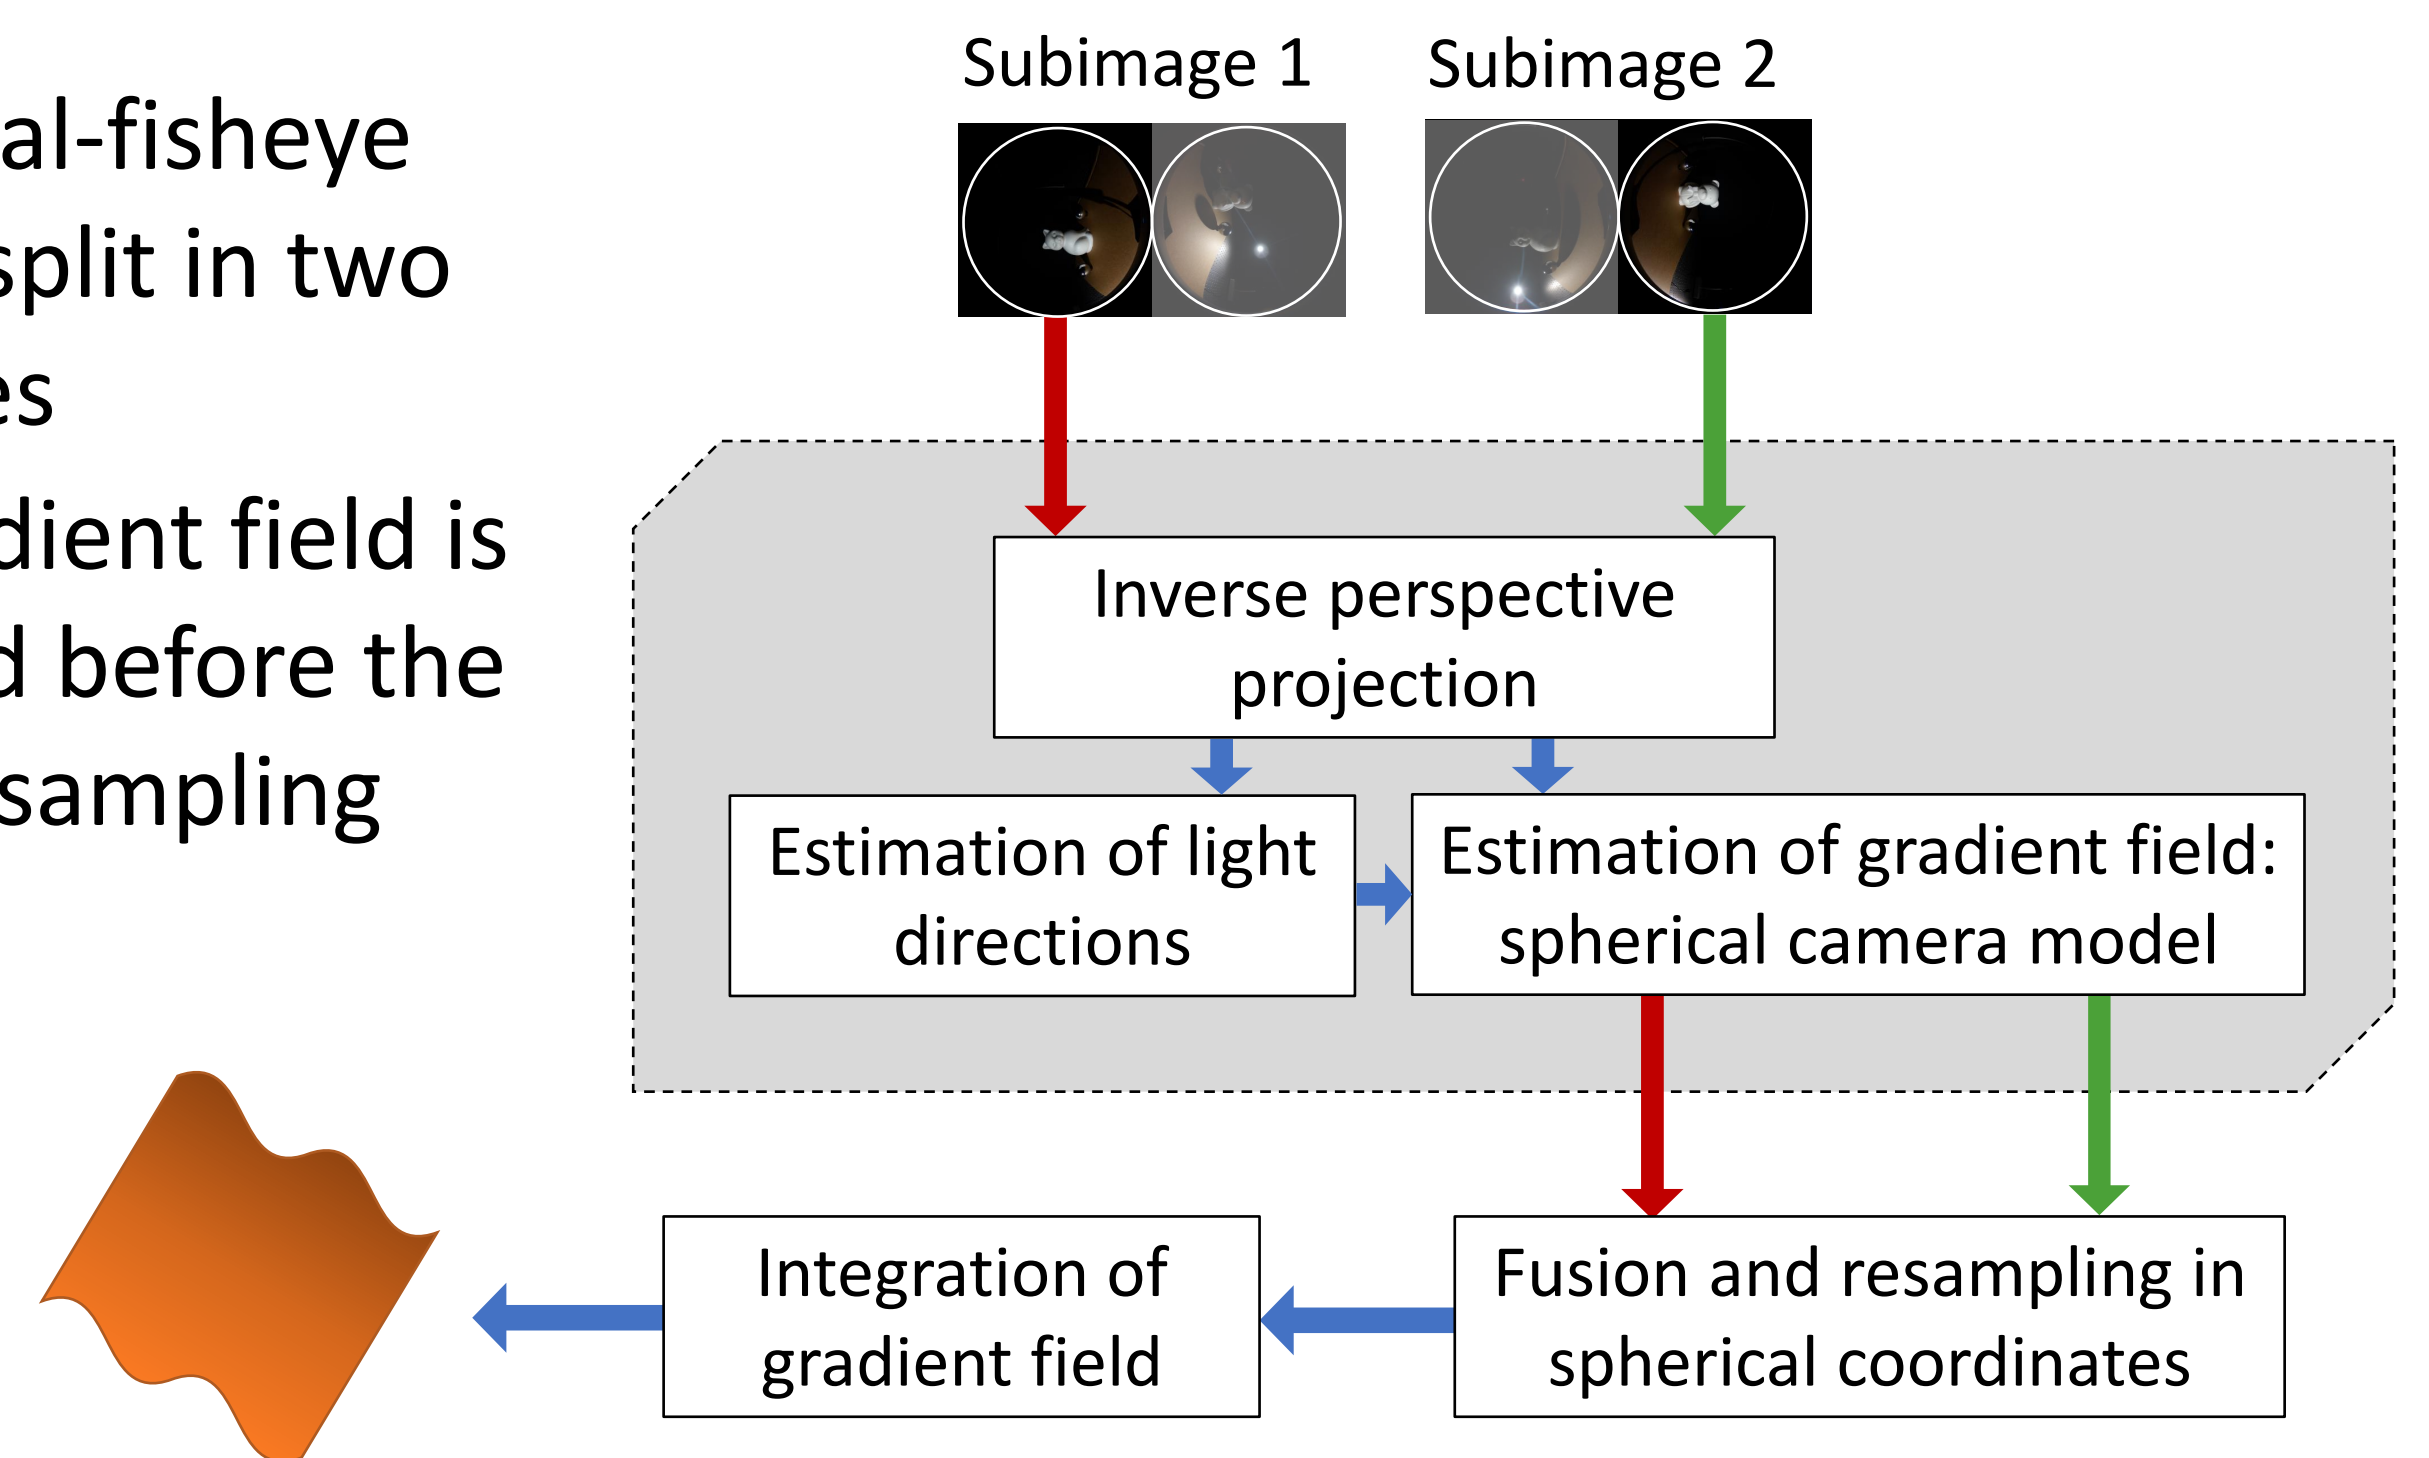 al-fisheye
split in two
es
dient field is
d before the
sampling
Subimage 1
Subimage 2
Inverse perspective
projection
Estimation of light
directions
Estimation of gradient field:
spherical camera model
Fusion and resampling in
spherical coordinates
Integration of
gradient field